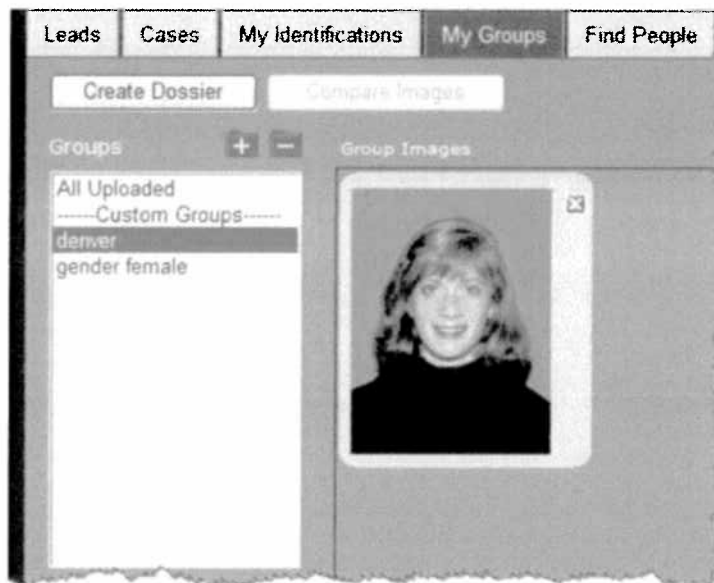 Leads Cases My Identifications My Groups Find People
Create Dossier Compare Images
Groups + − Group Images
All Uploaded
------Custom Groups-----
denver
gender female